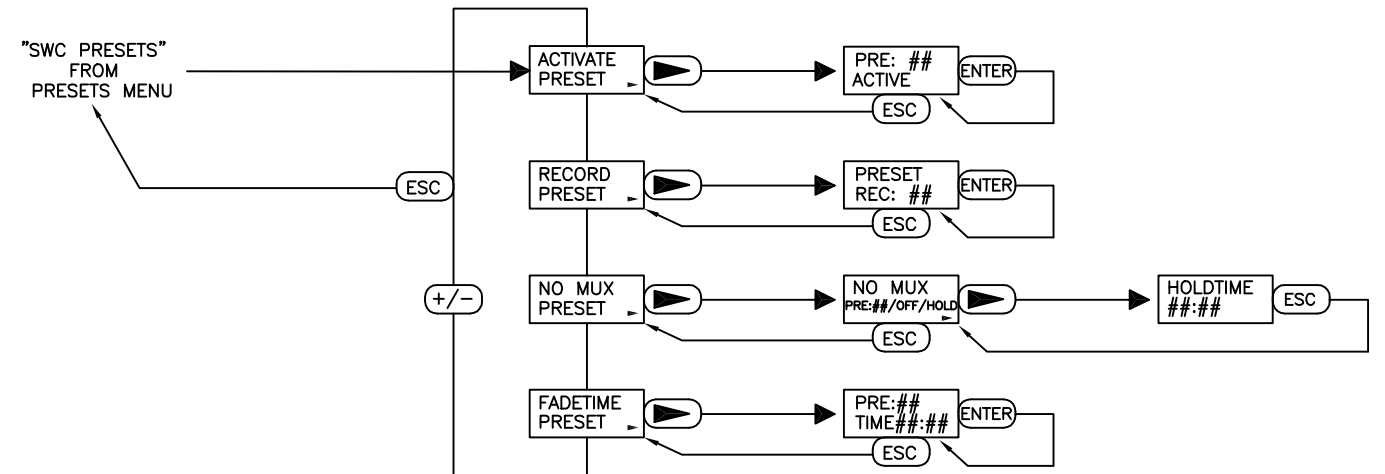 ”SWC PRESETS”
FROM
PRESETS MENU
ESC
+/−
ACTIVATE
PRESET
PRE: ##
ACTIVE
ENTER
ESC
RECORD
PRESET
PRESET
REC: ##
ENTER
ESC
NO MUX
PRESET
NO MUX
PRE:##/OFF/HOLD
ESC
HOLDTIME
##:##
ESC
FADETIME
PRESET
PRE:##
TIME##:##
ENTER
ESC